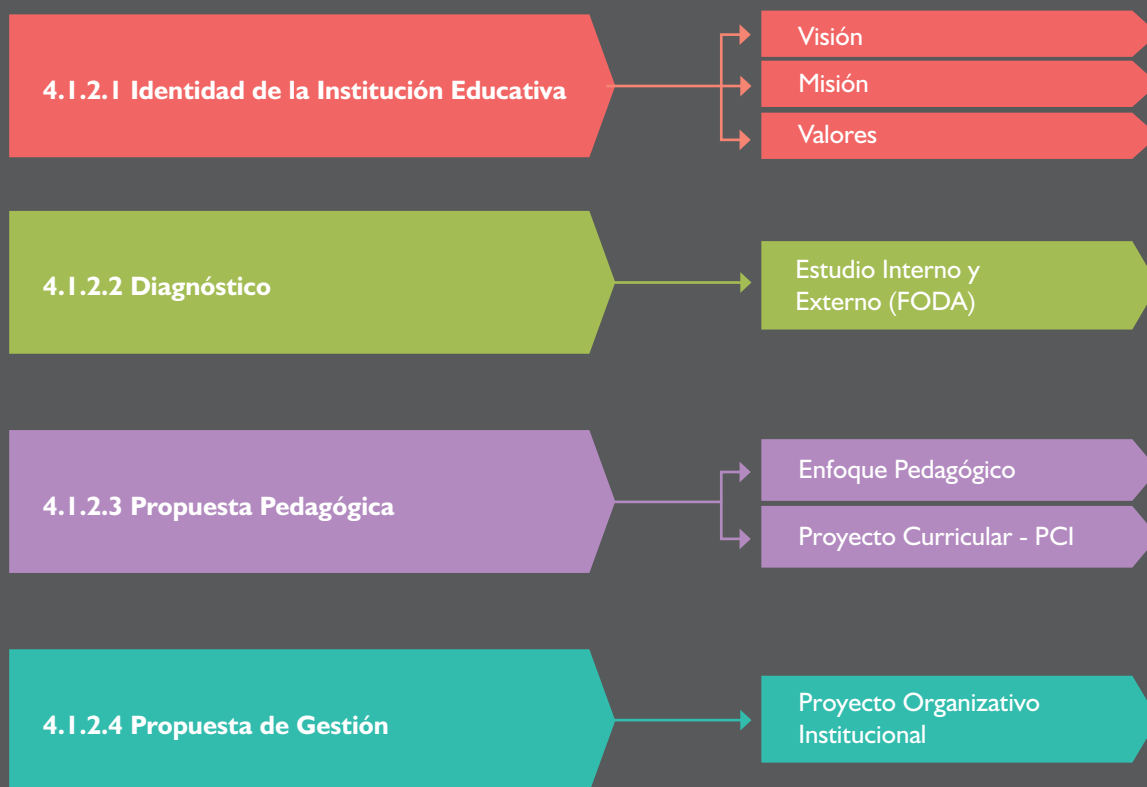 4.1.2.1 Identidad de la Institución Educativa
Visión
Misión
Valores
4.1.2.2 Diagnóstico
Estudio Interno y
Externo (FODA)
4.1.2.3 Propuesta Pedagógica
Enfoque Pedagógico
Proyecto Curricular - PCI
4.1.2.4 Propuesta de Gestión
Proyecto Organizativo
Institucional